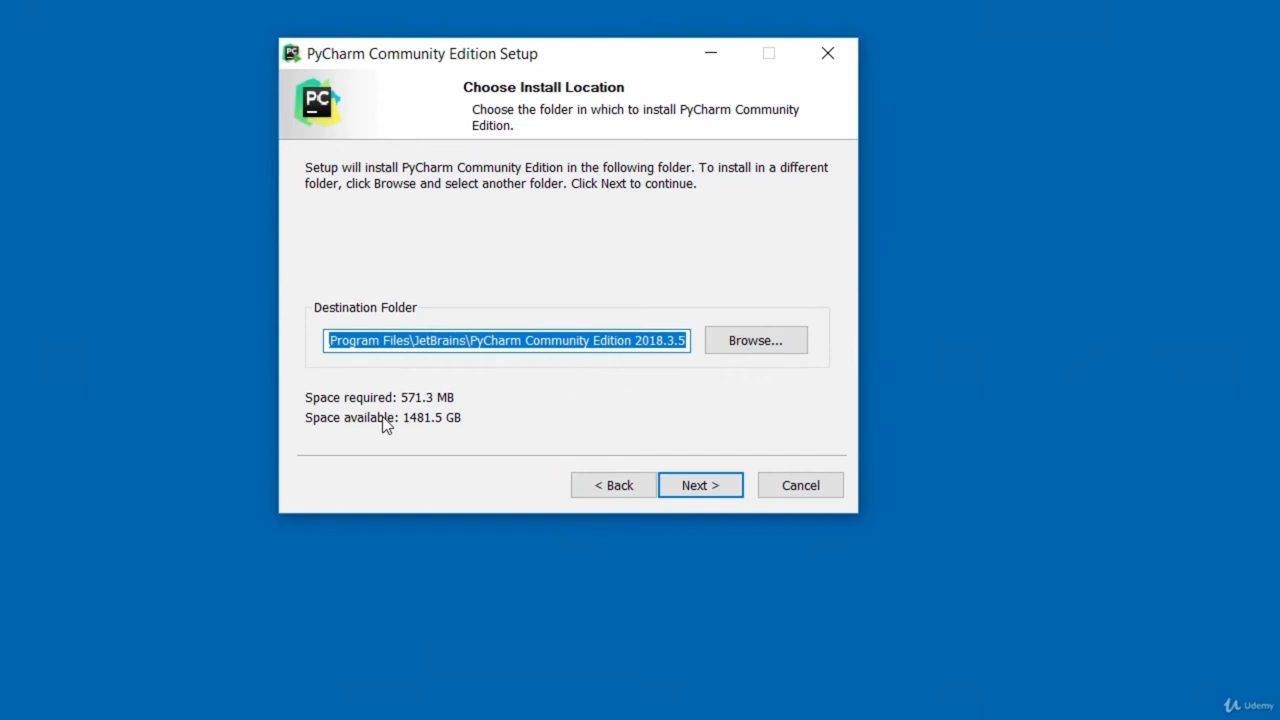 PyCharm Community Edition Setup
PC
Choose Install Location
Choose the folder in which to install PyCharm Community
Edition.
Setup will install PyCharm Community Edition in the following folder. To install in a different
folder, click Browse and select another folder. Click Next to continue.
Destination Folder
Program Files\JetBrains\PyCharm Community Edition 2018.3.5
Browse...
Space required: 571.3 MB
Space available: 1481.5 GB
< Back
Next >
Cancel
Udemy